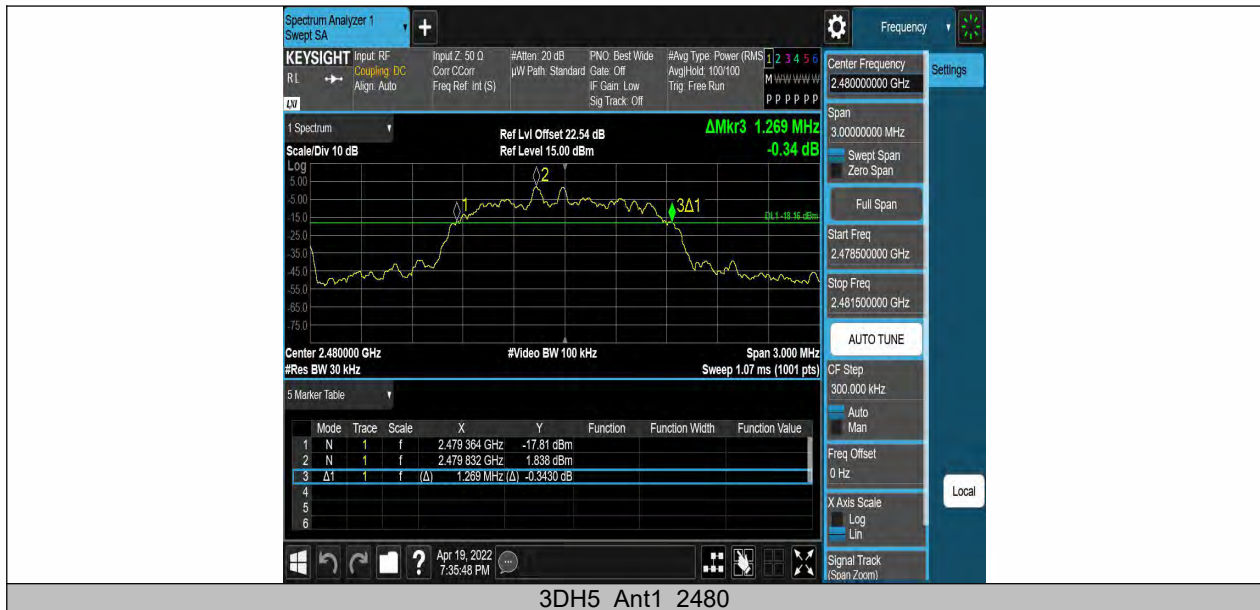 Spectrum Analyzer 1
Swept SA
+
Frequency
KEYSIGHT
RL
LXI
Input: RF
Coupling: DC
Align: Auto
Input Z: 50 Ω
Corr CCorr
Freq Ref: Int (S)
#Atten: 20 dB
µW Path: Standard
PNO: Best Wide
Gate: Off
IF Gain: Low
Sig Track: Off
#Avg Type: Power (RMS
Avg|Hold: 100/100
Trig: Free Run
1 2 3 4 5 6
M W W W W W
P P P P P P
1 Spectrum
Scale/Div 10 dB
Ref Lvl Offset 22.54 dB
Ref Level 15.00 dBm
ΔMkr3 1.269 MHz
-0.34 dB
Log
5.00
-5.00
-15.0
-25.0
-35.0
-45.0
-55.0
-65.0
-75.0
1
2
3Δ1
DL1 -18.16 dBm
Center 2.480000 GHz
#Res BW 30 kHz
#Video BW 100 kHz
Span 3.000 MHz
Sweep 1.07 ms (1001 pts)
5 Marker Table
Mode Trace Scale X Y Function Function Width Function Value
1 N 1 f 2.479 364 GHz -17.81 dBm
2 N 1 f 2.479 832 GHz 1.838 dBm
3 Δ1 1 f (Δ) 1.269 MHz (Δ) -0.3430 dB
4
5
6
?
Apr 19, 2022
7:35:48 PM
Center Frequency
2.480000000 GHz
Settings
Span
3.00000000 MHz
Swept Span
Zero Span
Full Span
Start Freq
2.478500000 GHz
Stop Freq
2.481500000 GHz
AUTO TUNE
CF Step
300.000 kHz
Auto
Man
Freq Offset
0 Hz
X Axis Scale
Log
Lin
Signal Track
(Span Zoom)
Local
3DH5_Ant1_2480